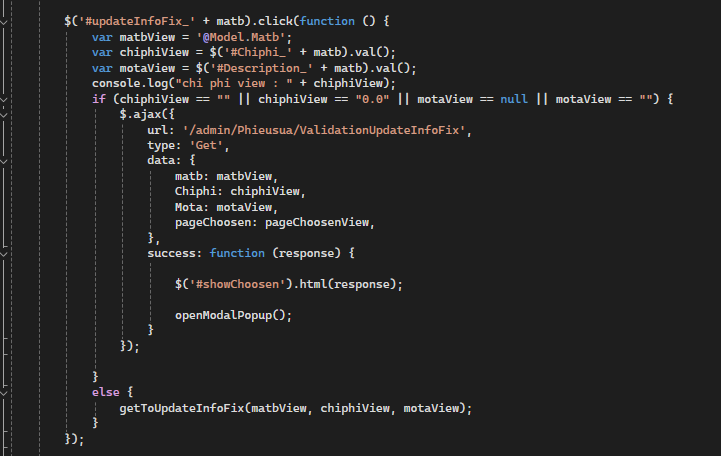 $('#updateInfoFix_' + matb).click(function () {
var matbView = '@Model.Matb';
var chiphiView = $('#Chiphi_' + matb).val();
var motaView = $('#Description_' + matb).val();
console.log("chi phi view : " + chiphiView);
if (chiphiView == "" || chiphiView == "0.0" || motaView == null || motaView == "") {
$.ajax({
url: '/admin/Phieusua/ValidationUpdateInfoFix',
type: 'Get',
data: {
matb: matbView,
Chiphi: chiphiView,
Mota: motaView,
pageChoosen: pageChoosenView,
},
success: function (response) {
$('#showChoosen').html(response);
openModalPopup();
}
});
}
else {
getToUpdateInfoFix(matbView, chiphiView, motaView);
}
});